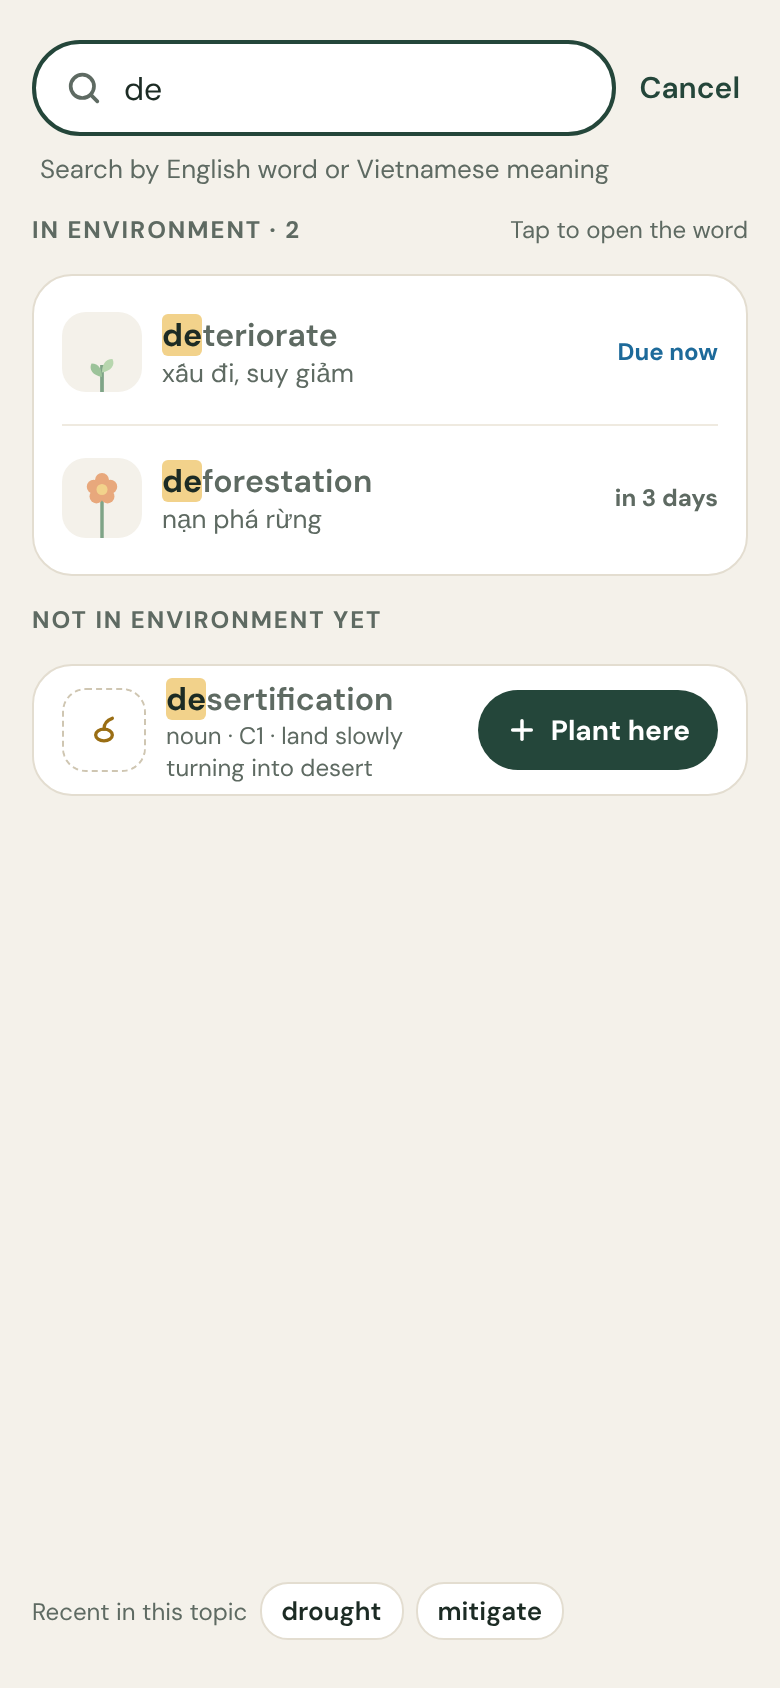 de
Cancel
Search by English word or Vietnamese meaning
IN ENVIRONMENT · 2
Tap to open the word
deteriorate
xấu đi, suy giảm
Due now
deforestation
nạn phá rừng
in 3 days
NOT IN ENVIRONMENT YET
desertification
noun · C1 · land slowly
turning into desert
+ Plant here
Recent in this topic
drought
mitigate